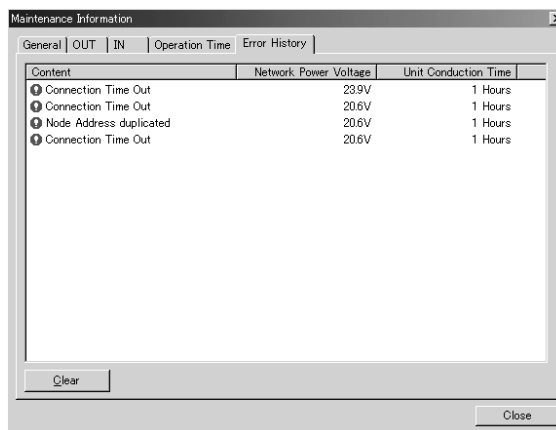 Maintenance Information
General OUT IN Operation Time Error History
Content Network Power Voltage Unit Conduction Time
Connection Time Out 23.9V 1 Hours
Connection Time Out 20.6V 1 Hours
Node Address duplicated 20.6V 1 Hours
Connection Time Out 20.6V 1 Hours
Clear
Close